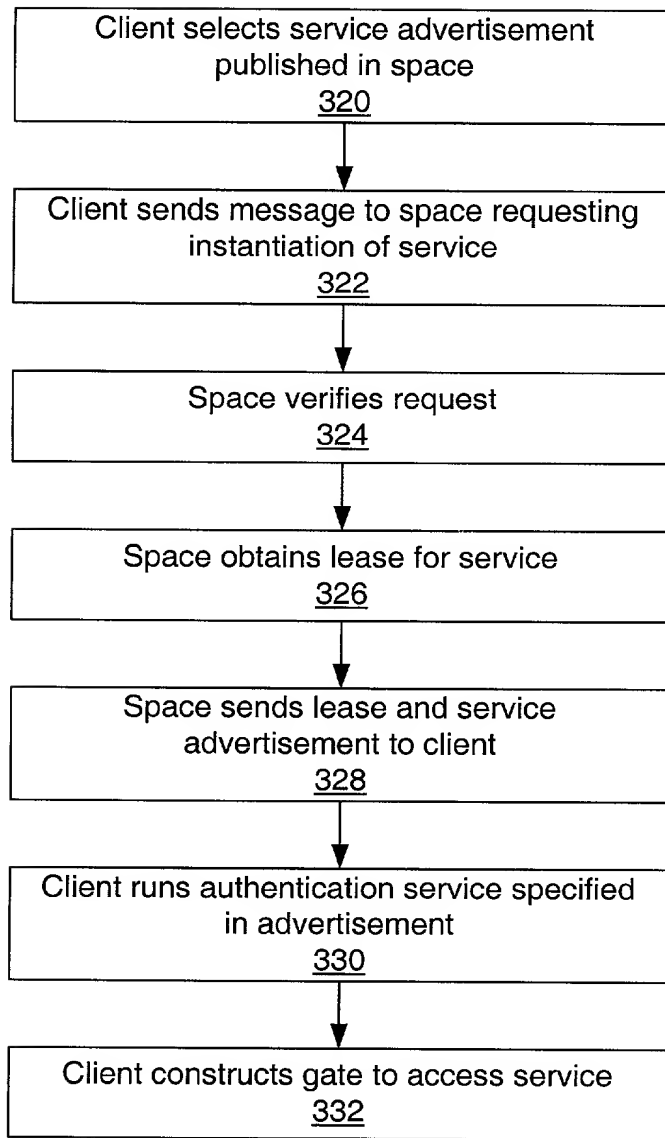 Client selects service advertisement
published in space
320
Client sends message to space requesting
instantiation of service
322
Space verifies request
324
Space obtains lease for service
326
Space sends lease and service
advertisement to client
328
Client runs authentication service specified
in advertisement
330
Client constructs gate to access service
332